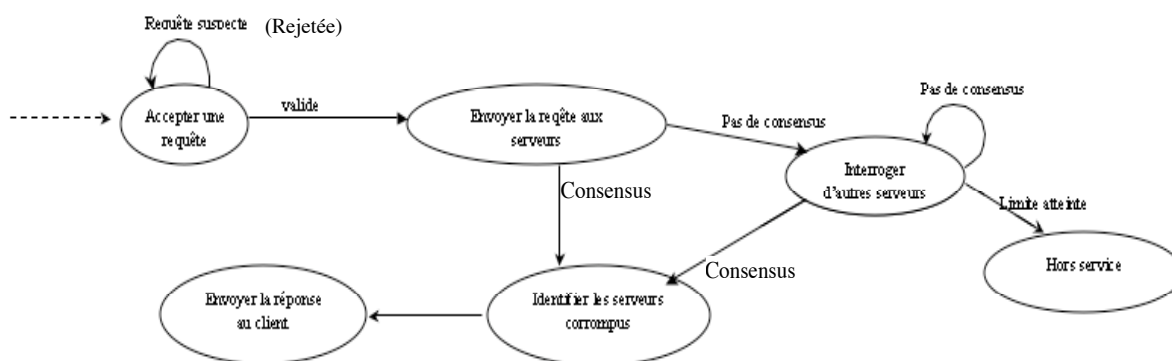 Requête suspecte (Rejetée)
Accepter une
requête
valide
Envoyer la reqête aux
serveurs
Pas de consensus
Pas de consensus
Interroger
d'autres serveurs
Consensus
Limite atteinte
Consensus
Hors service
Envoyer la réponse
au client
Identifier les serveurs
corrompus